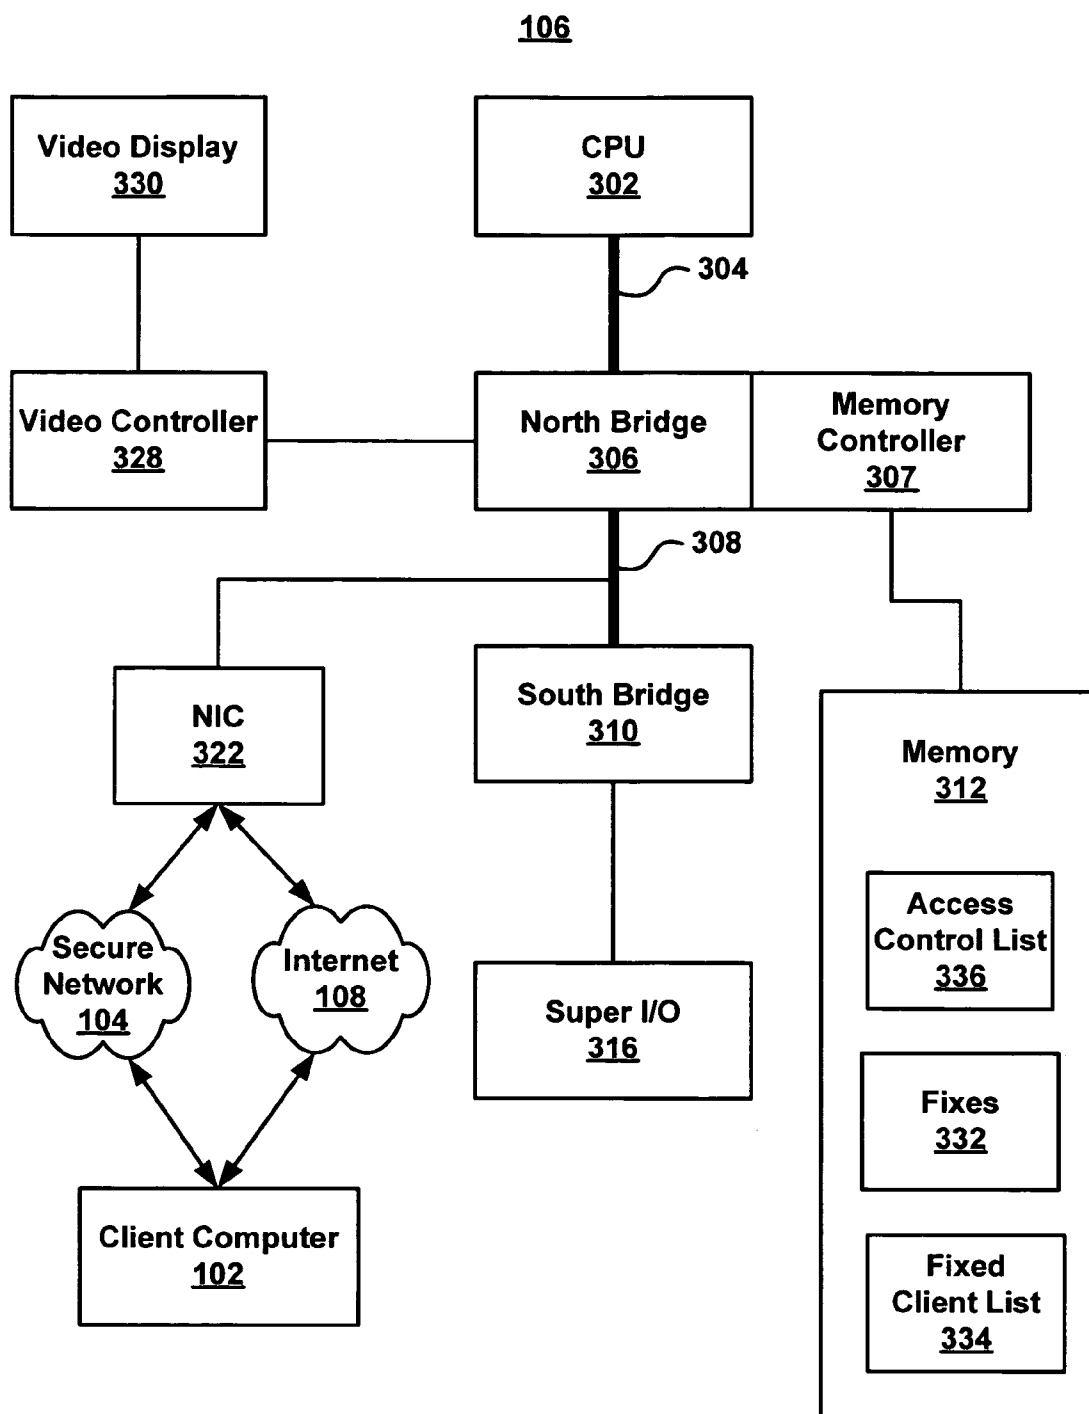 106
Video Display
330
CPU
302
304
Video Controller
328
North Bridge
306
Memory
Controller
307
308
NIC
322
South Bridge
310
Memory
312
Access
Control List
336
Secure
Network
104
Internet
108
Super I/O
316
Fixes
332
Client Computer
102
Fixed
Client List
334